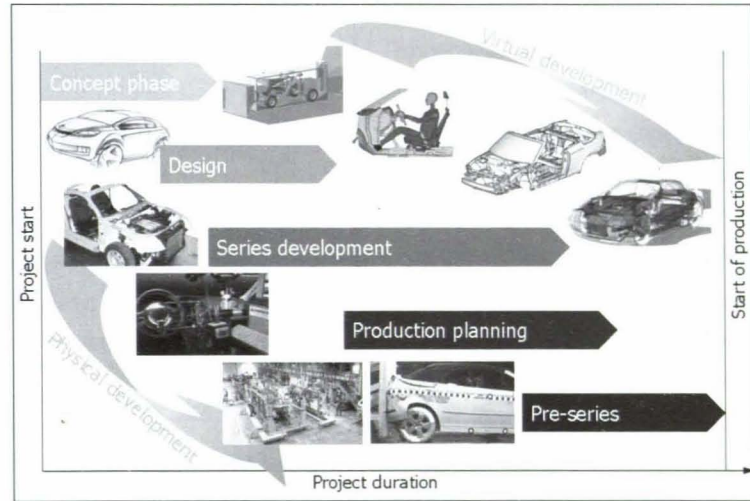 Virtual development
Concept phase
Design
Project start
Series development
Start of production
Production planning
Physical development
Pre-series
Project duration